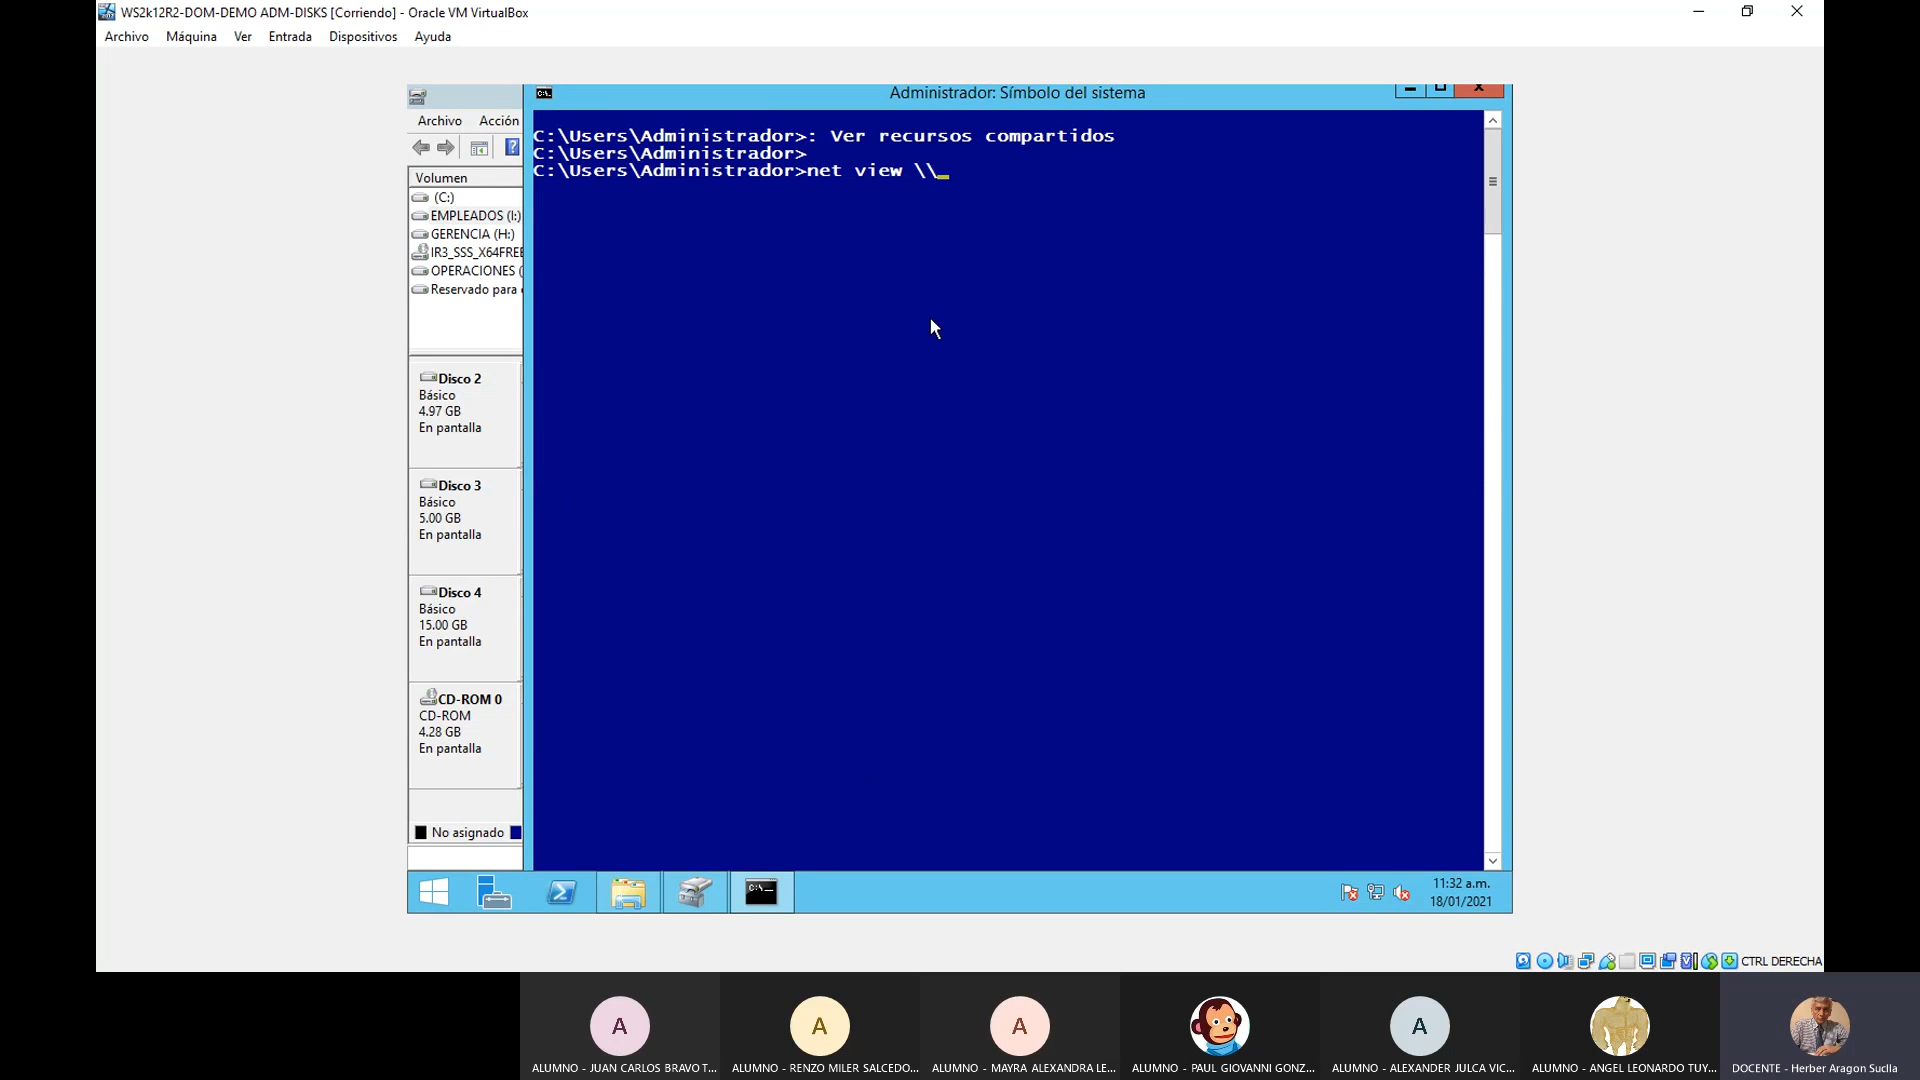 WS2k12R2-DOM-DEMO ADM-DISKS [Corriendo] - Oracle VM VirtualBox
Archivo Máquina Ver Entrada Dispositivos Ayuda
Administrador: Símbolo del sistema
Archivo Acción
Volumen
(C:)
EMPLEADOS (I:)
GERENCIA (H:)
IR3_SSS_X64FREE
OPERACIONES (
Reservado para
C:\Users\Administrador>: Ver recursos compartidos
C:\Users\Administrador>
C:\Users\Administrador>net view \\_
Disco 2
Básico
4.97 GB
En pantalla
Disco 3
Básico
5.00 GB
En pantalla
Disco 4
Básico
15.00 GB
En pantalla
CD-ROM 0
CD-ROM
4.28 GB
En pantalla
No asignado
11:32 a.m.
18/01/2021
CTRL DERECHA
A
A
A
A
ALUMNO - JUAN CARLOS BRAVO T...
ALUMNO - RENZO MILER SALCEDO...
ALUMNO - MAYRA ALEXANDRA LE...
ALUMNO - PAUL GIOVANNI GONZ...
ALUMNO - ALEXANDER JULCA VIC...
ALUMNO - ANGEL LEONARDO TUY...
DOCENTE - Herber Aragon Suclla